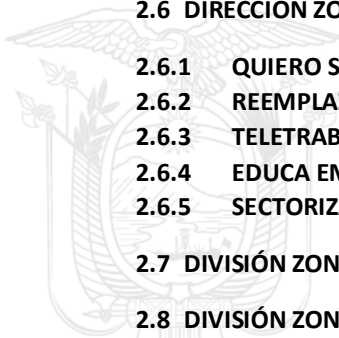 2.6 DIRECCIÓN ZO
2.6.1 QUIERO S
2.6.2 REEMPLA
2.6.3 TELETRAB
2.6.4 EDUCA E
2.6.5 SECTORIZ
2.7 DIVISIÓN ZON
2.8 DIVISIÓN ZON